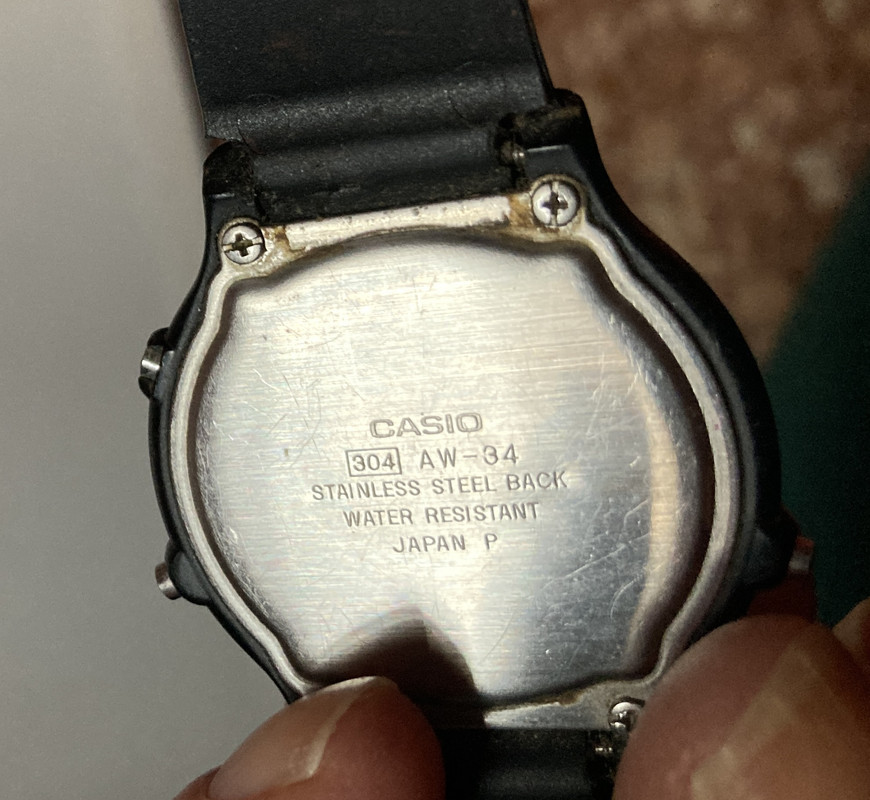 CASIO
304 AW-34
STAINLESS STEEL BACK
WATER RESISTANT
JAPAN P